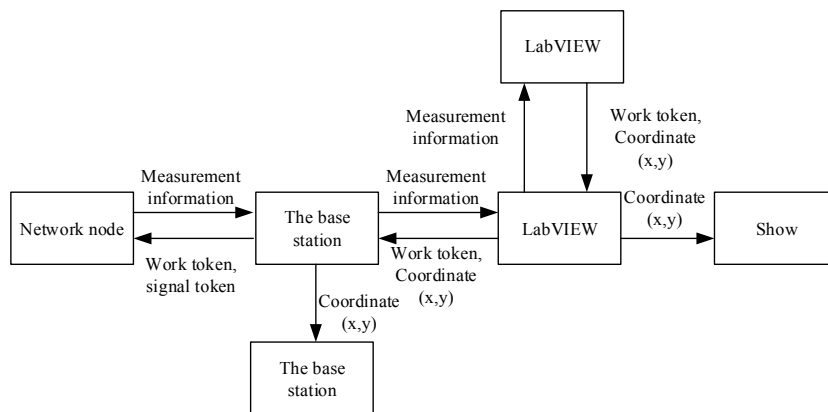 LabVIEW
Measurement
information
Work token,
Coordinate
(x,y)
Measurement
information
Measurement
information
Coordinate
(x,y)
Network node
The base
station
LabVIEW
Show
Work token,
signal token
Work token,
Coordinate
(x,y)
Coordinate
(x,y)
The base
station